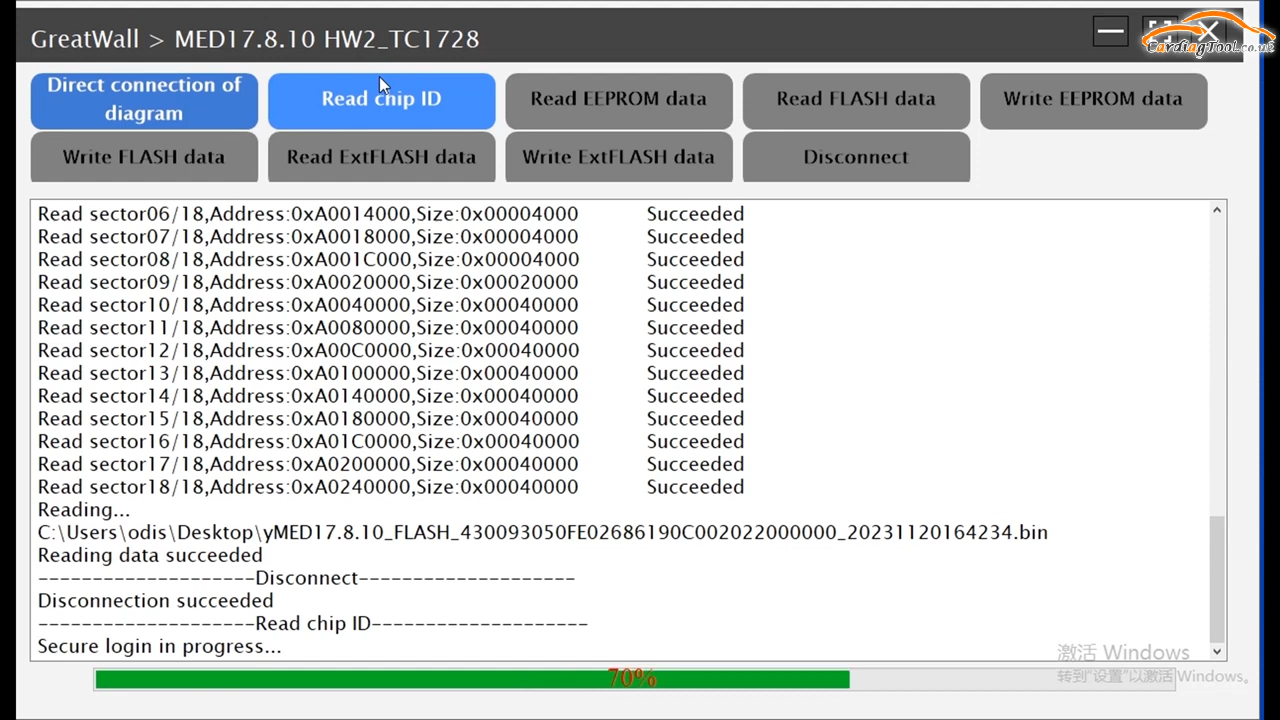 GreatWall > MED17.8.10 HW2_TC1728
CardiagTool.co.uk
Direct connection of
diagram
Read chip ID
Read EEPROM data
Read FLASH data
Write EEPROM data
Write FLASH data
Read ExtFLASH data
Write ExtFLASH data
Disconnect
Read sector06/18,Address:0xA0014000,Size:0x00004000 Succeeded
Read sector07/18,Address:0xA0018000,Size:0x00004000 Succeeded
Read sector08/18,Address:0xA001C000,Size:0x00004000 Succeeded
Read sector09/18,Address:0xA0020000,Size:0x00020000 Succeeded
Read sector10/18,Address:0xA0040000,Size:0x00040000 Succeeded
Read sector11/18,Address:0xA0080000,Size:0x00040000 Succeeded
Read sector12/18,Address:0xA00C0000,Size:0x00040000 Succeeded
Read sector13/18,Address:0xA0100000,Size:0x00040000 Succeeded
Read sector14/18,Address:0xA0140000,Size:0x00040000 Succeeded
Read sector15/18,Address:0xA0180000,Size:0x00040000 Succeeded
Read sector16/18,Address:0xA01C0000,Size:0x00040000 Succeeded
Read sector17/18,Address:0xA0200000,Size:0x00040000 Succeeded
Read sector18/18,Address:0xA0240000,Size:0x00040000 Succeeded
Reading...
C:\Users\odis\Desktop\yMED17.8.10_FLASH_430093050FE02686190C002022000000_20231120164234.bin
Reading data succeeded
--------------------Disconnect--------------------
Disconnection succeeded
--------------------Read chip ID--------------------
Secure login in progress...
激活 Windows
转到"设置"以激活 Windows。
70%